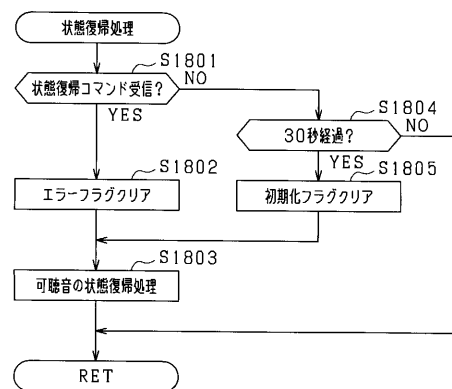 状態復帰処理
S1801
状態復帰コマンド受信?
NO
YES
S1804
30秒経過?
NO
YES
S1802
エラーフラグクリア
S1805
初期化フラグクリア
S1803
可聴音の状態復帰処理
RET